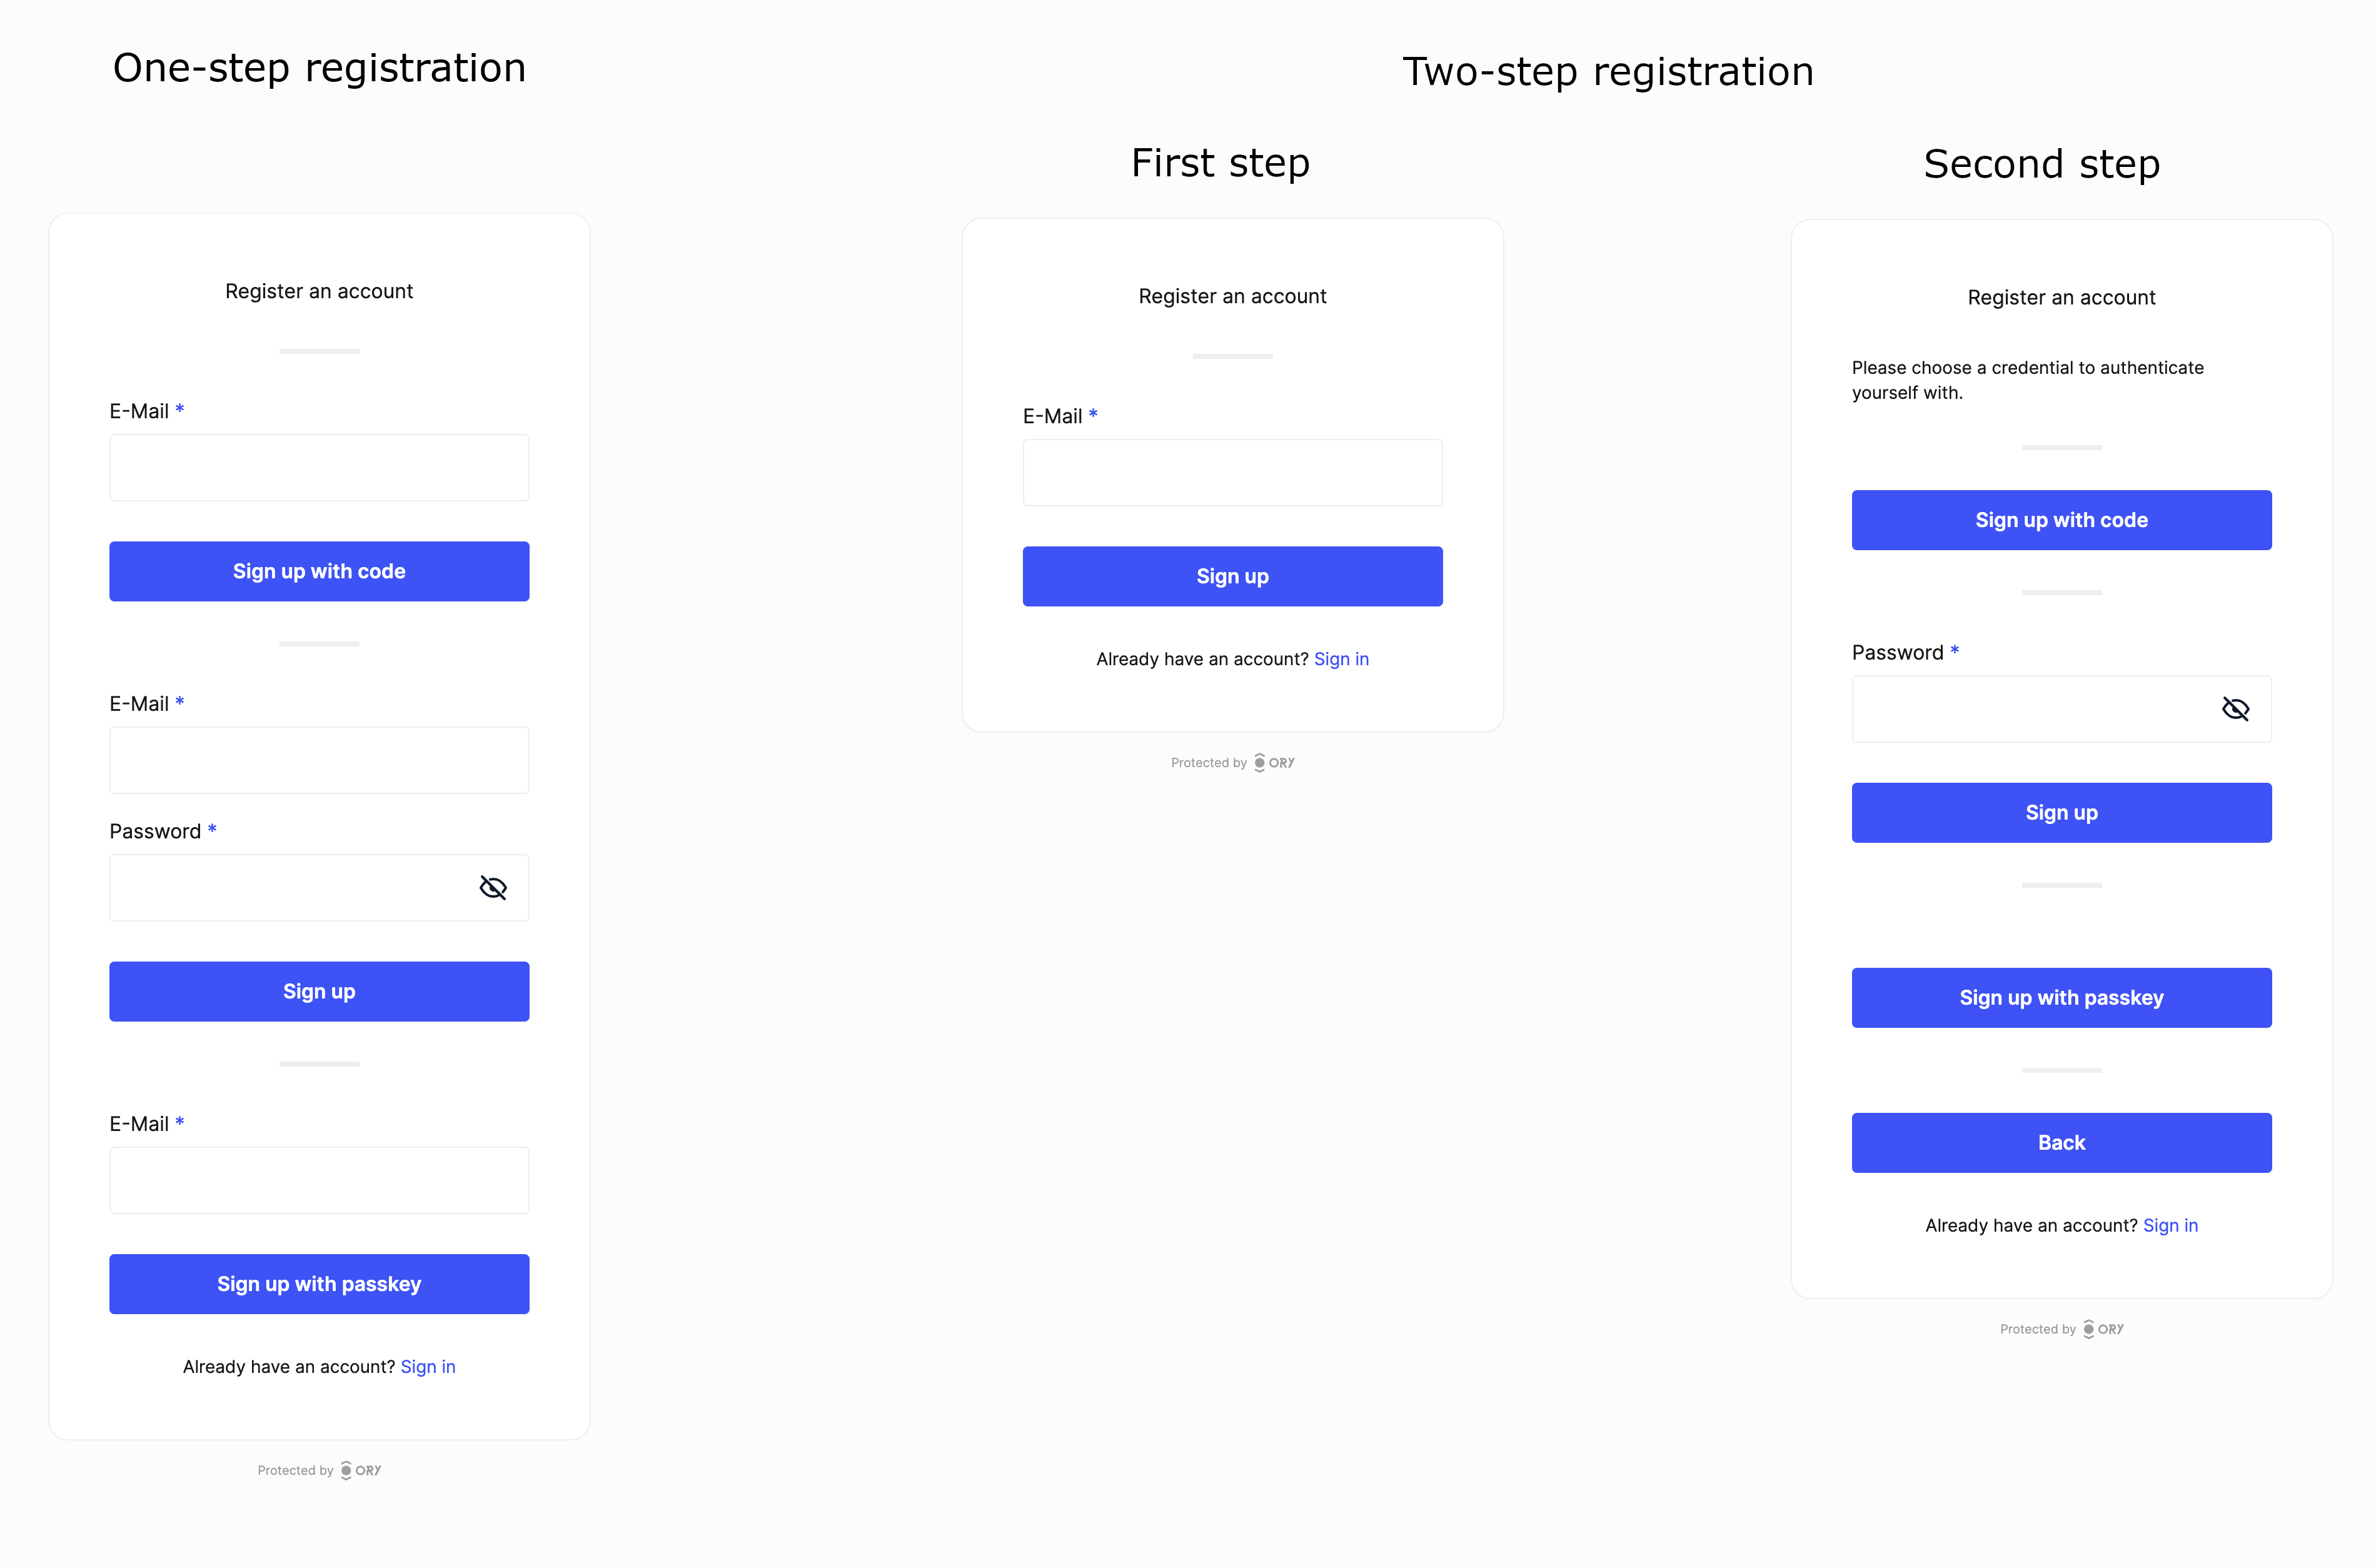 One-step registration
Register an account
E-Mail *
Sign up with code
E-Mail *
Password *
Sign up
E-Mail *
Sign up with passkey
Already have an account? Sign in
Protected by ORY
Two-step registration
First step
Register an account
E-Mail *
Sign up
Already have an account? Sign in
Protected by ORY
Second step
Register an account
Please choose a credential to authenticate
yourself with.
Sign up with code
Password *
Sign up
Sign up with passkey
Back
Already have an account? Sign in
Protected by ORY